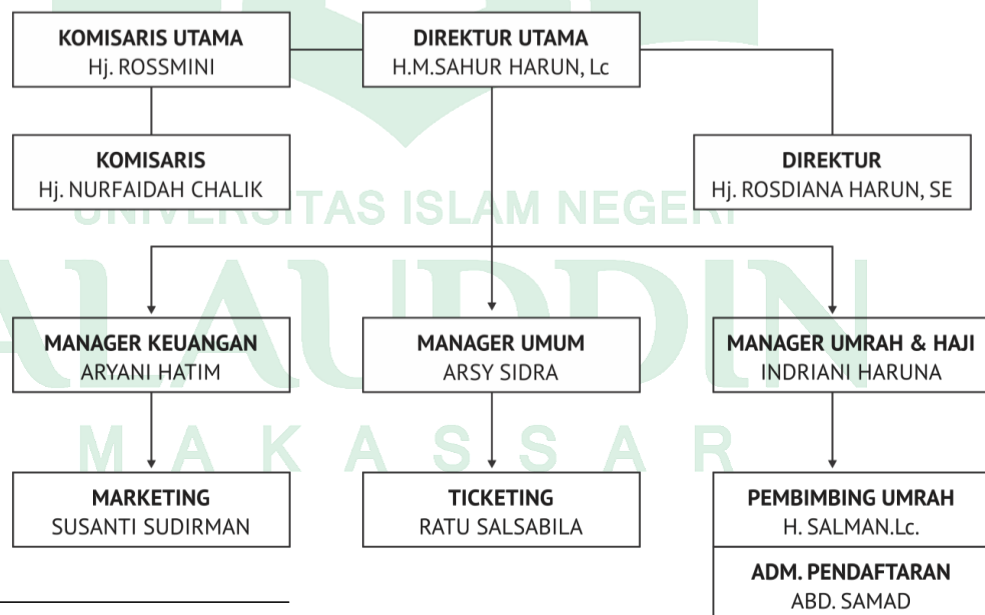 KOMISARIS UTAMA
Hj. ROSSMINI
DIREKTUR UTAMA
H.M.SAHUR HARUN, Lc
KOMISARIS
Hj. NURFAIDAH CHALIK
DIREKTUR
Hj. ROSDIANA HARUN, SE
UNIVERSITAS ISLAM NEGERI
ALAUDDIN
MANAGER KEUANGAN
ARYANI HATIM
MANAGER UMUM
ARSY SIDRA
MANAGER UMRAH & HAJI
INDRIANI HARUNA
MAKASSAR
MARKETING
SUSANTI SUDIRMAN
TICKETING
RATU SALSABILA
PEMBIMBING UMRAH
H. SALMAN.Lc.
ADM. PENDAFTARAN
ABD. SAMAD